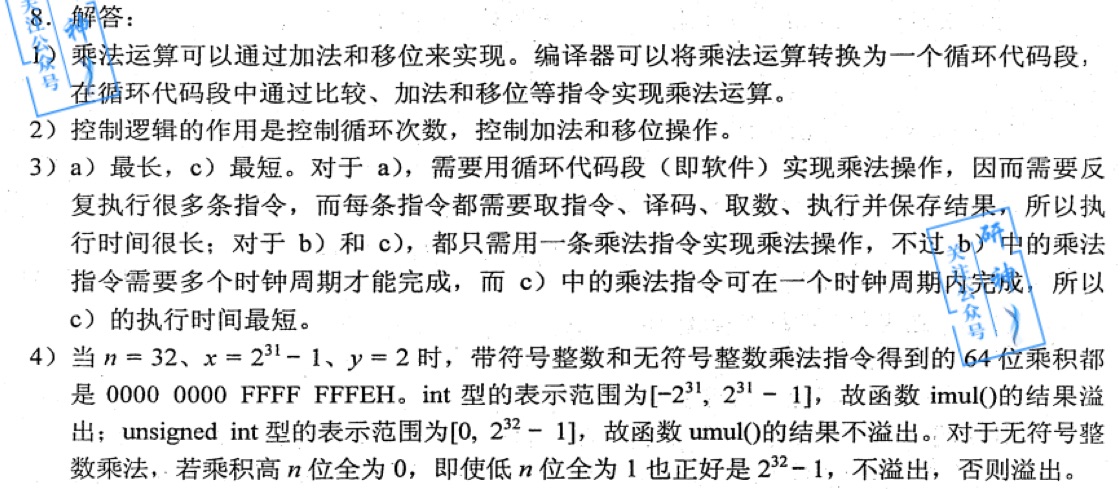 8. 解答：
1）乘法运算可以通过加法和移位来实现。编译器可以将乘法运算转换为一个循环代码段，
在循环代码段中通过比较、加法和移位等指令实现乘法运算。
2）控制逻辑的作用是控制循环次数，控制加法和移位操作。
3）a）最长，c）最短。对于 a），需要用循环代码段（即软件）实现乘法操作，因而需要反
复执行很多条指令，而每条指令都需要取指令、译码、取数、执行并保存结果，所以执
行时间很长；对于 b）和 c），都只需用一条乘法指令实现乘法操作，不过 b）中的乘法
指令需要多个时钟周期才能完成，而 c）中的乘法指令可在一个时钟周期内完成，所以
c）的执行时间最短。
4）当 n = 32、x = 2³¹ − 1、y = 2 时，带符号整数和无符号整数乘法指令得到的 64 位乘积都
是 0000 0000 FFFF FFFEH。int 型的表示范围为[−2³¹, 2³¹ − 1]，故函数 imul()的结果溢
出；unsigned int 型的表示范围为[0, 2³² − 1]，故函数 umul()的结果不溢出。对于无符号整
数乘法，若乘积高 n 位全为 0，即使低 n 位全为 1 也正好是 2³² − 1，不溢出，否则溢出。
关注公众号
研神
关注公众号